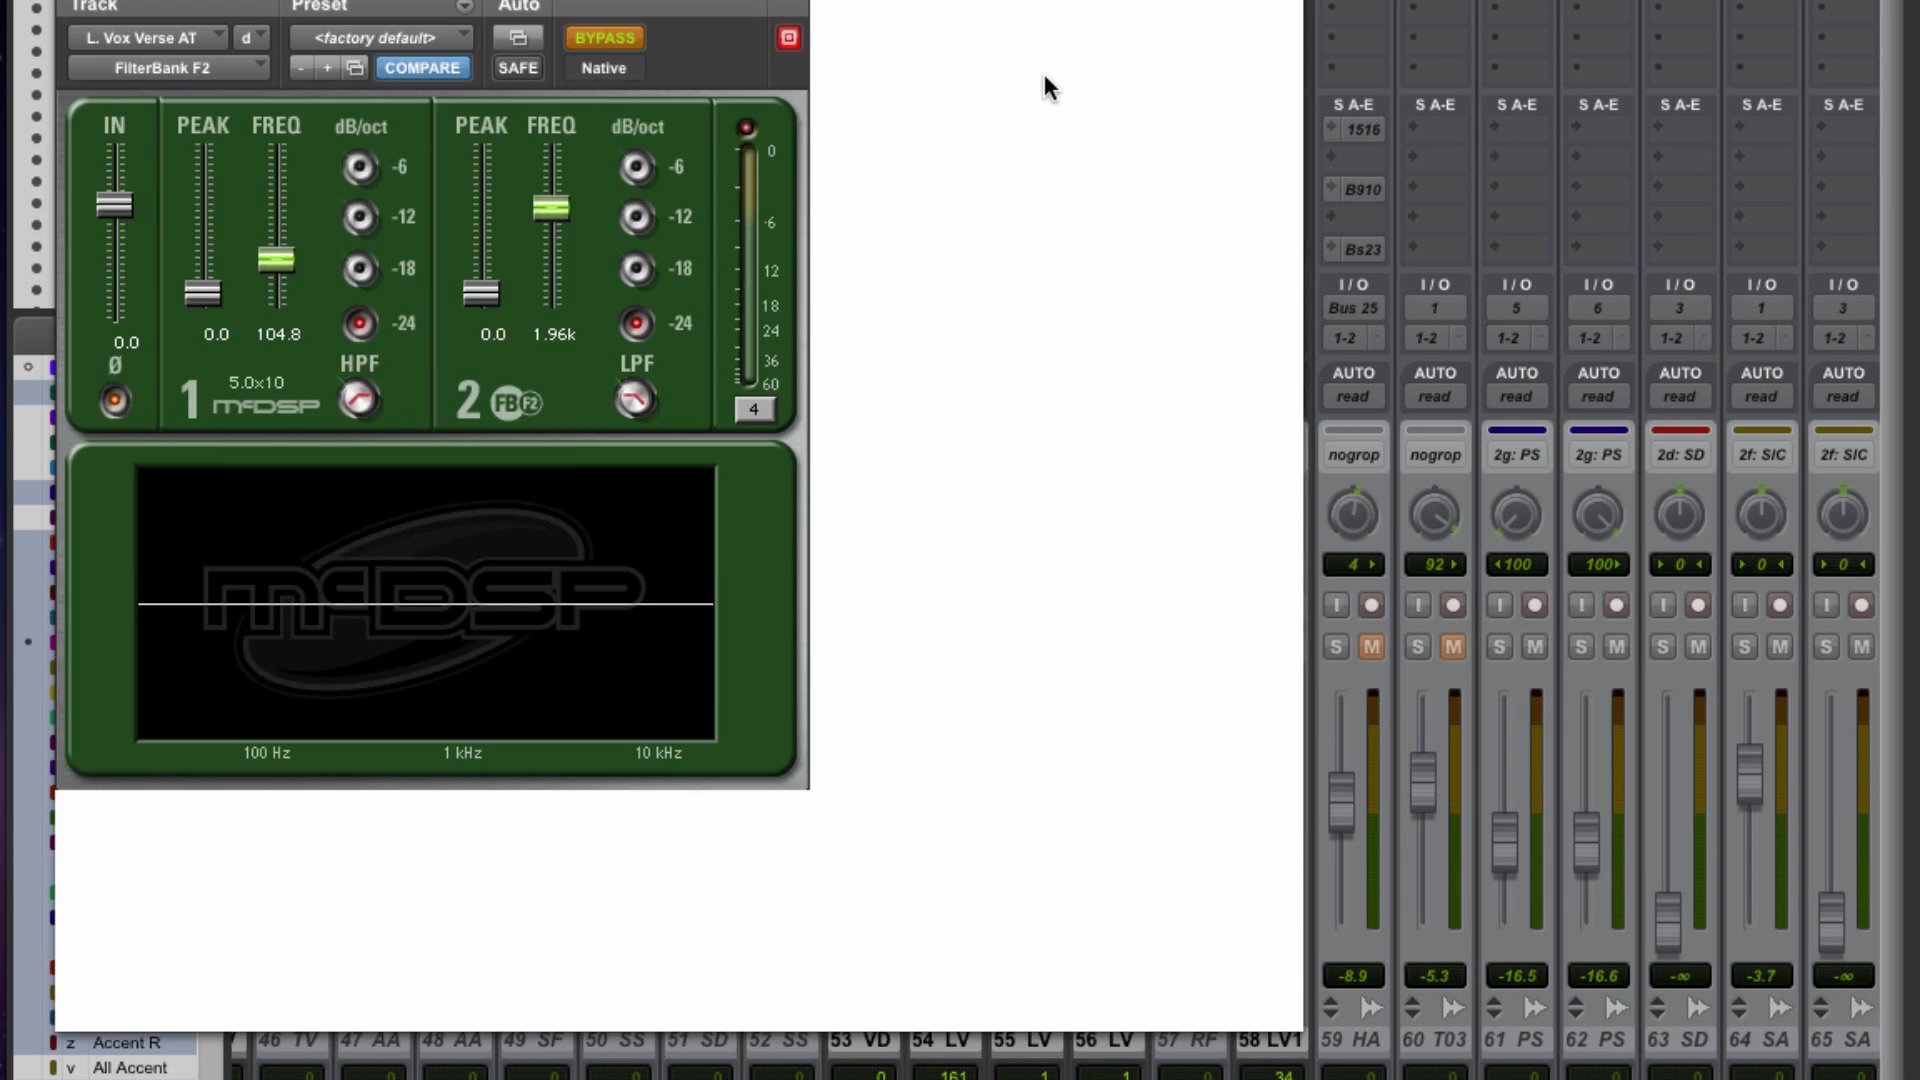 Track Preset Auto
L. Vox Verse AT d <factory default> BYPASS
FilterBank F2 - + COMPARE SAFE Native
IN PEAK FREQ dB/oct PEAK FREQ dB/oct
-6 -6 0
-12 -12 -6
-18 -18 12
18
-24 -24 24
0.0 0.0 104.8 0.0 1.96k
Ø HPF LPF 36
60
1 5.0x10 McDSP 2 FB F2 4
McDSP
100 Hz 1 kHz 10 kHz
S A-E S A-E S A-E S A-E S A-E S A-E S A-E
1516
B910
Bs23
I/O I/O I/O I/O I/O I/O I/O
Bus 25 1 5 6 3 1 3
1-2 1-2 1-2 1-2 1-2 1-2 1-2
AUTO AUTO AUTO AUTO AUTO AUTO AUTO
read read read read read read read
nogrop nogrop 2g: PS 2g: PS 2d: SD 2f: SIC 2f: SIC
4 92 100 100 0 0 0
I I I I I I I
S M S M S M S M S M S M S M
-8.9 -5.3 -16.5 -16.6 -∞ -3.7 -∞
z Accent R 46 TV 47 AA 48 AA 49 SF 50 SS 51 SD 52 SS 53 VD 54 LV 55 LV 56 LV 57 RF 58 LV1 59 HA 60 T03 61 PS 62 PS 63 SD 64 SA 65 SA
v All Accent 0 161 1 1 34